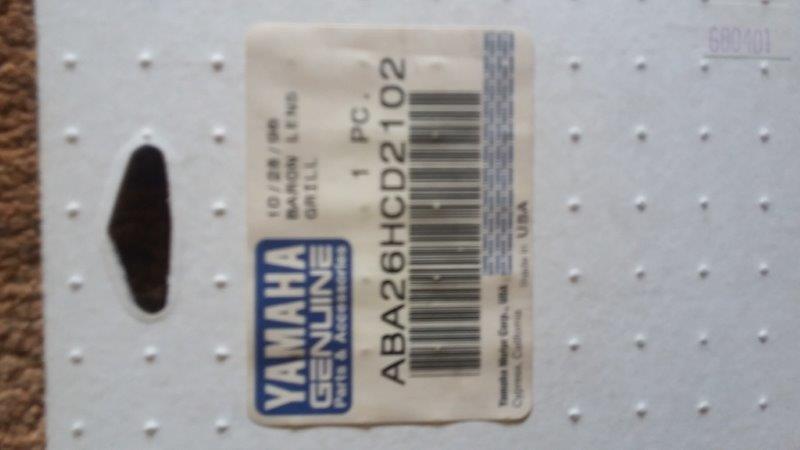 YAMAHA
GENUINE
Parts & Accessories
10/28/98
BARON LENS
GRILL
1 PC.
ABA26HCD2102
Yamaha Motor Corp., USA
Cypress, California
Made in USA
680401